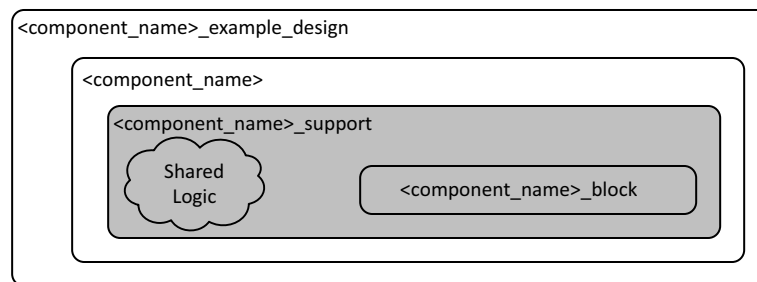 <component_name>_example_design
<component_name>
<component_name>_support
Shared
Logic
<component_name>_block